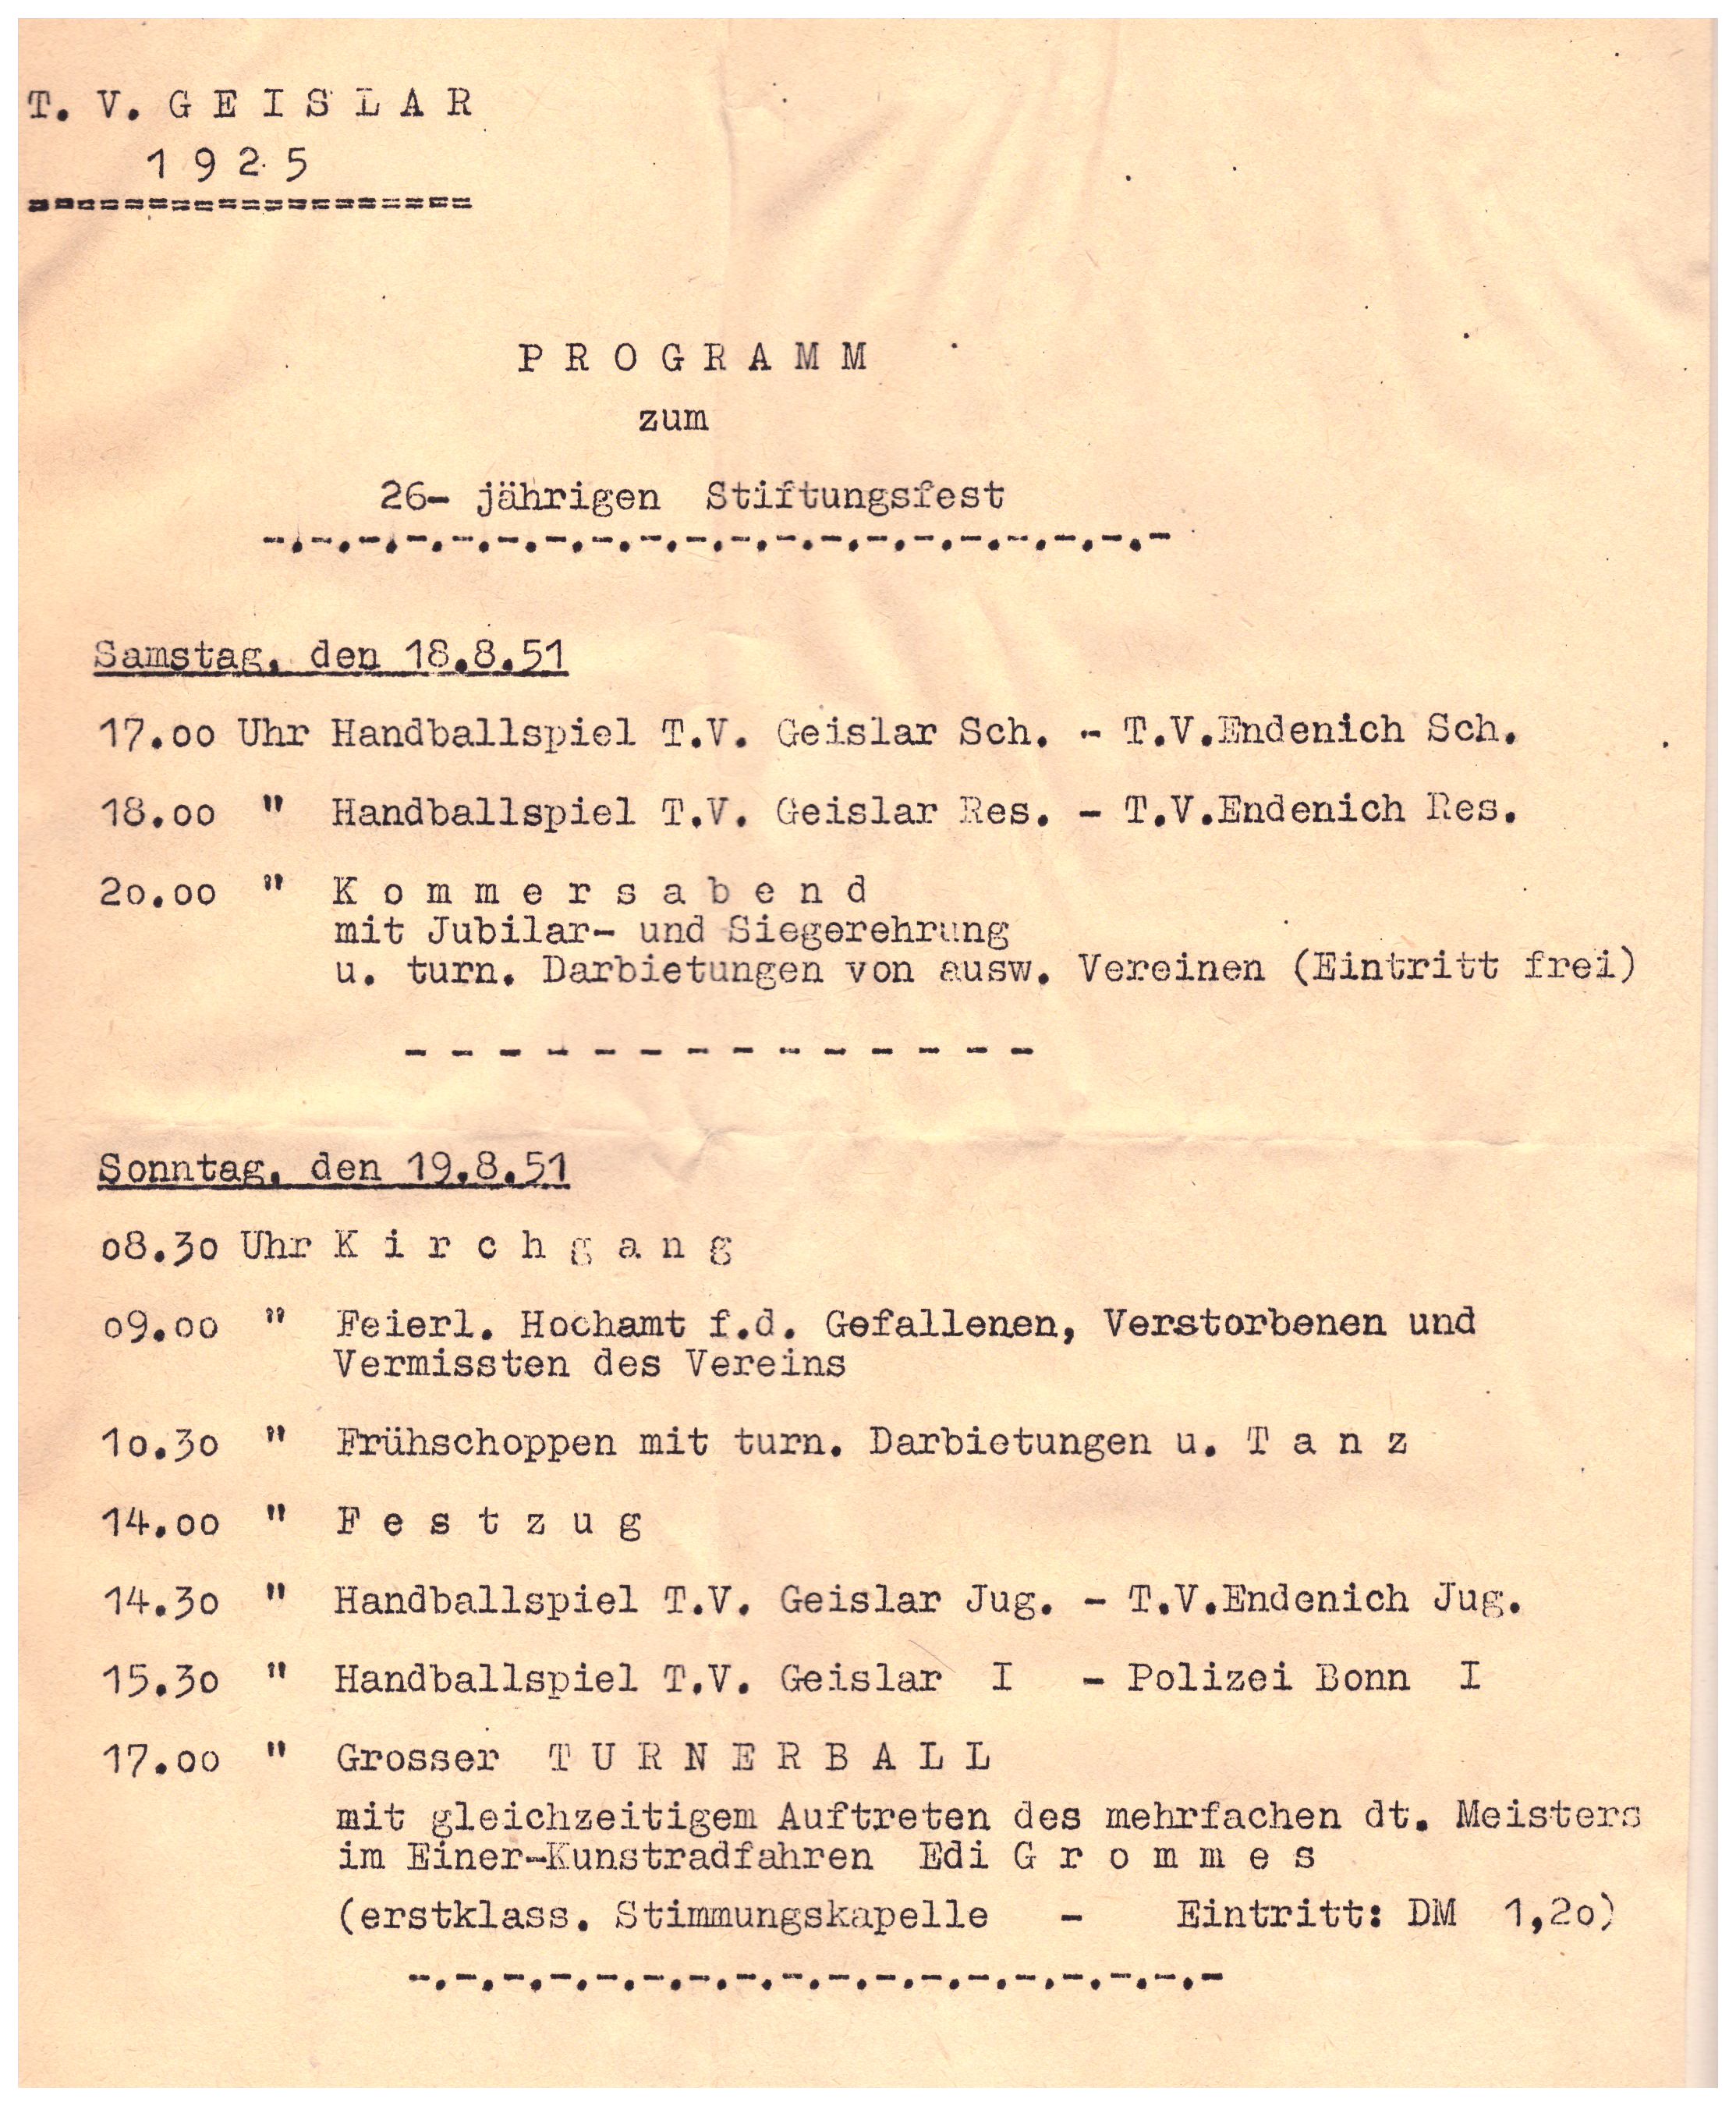 T. V. G E I S L A R
1 9 2 5
===================
P R O G R A M M
zum
26- jährigen Stiftungsfest
-.-.-.-.-.-.-.-.-.-.-.-.-.-.-.-.-.-.-.-
Samstag, den 18.8.51
17.oo Uhr Handballspiel T.V. Geislar Sch. - T.V.Endenich Sch.
18.oo " Handballspiel T.V. Geislar Res. - T.V.Endenich Res.
2o.oo " K o m m e r s a b e n d
mit Jubilar- und Siegerehrung
u. turn. Darbietungen von ausw. Vereinen (Eintritt frei)
- - - - - - - - - - - - - -
Sonntag, den 19.8.51
o8.3o Uhr K i r c h g a n g
o9.oo " Feierl. Hochamt f.d. Gefallenen, Verstorbenen und
Vermissten des Vereins
1o.3o " Frühschoppen mit turn. Darbietungen u. T a n z
14.oo " F e s t z u g
14.3o " Handballspiel T.V. Geislar Jug. - T.V.Endenich Jug.
15.3o " Handballspiel T.V. Geislar I - Polizei Bonn I
17.oo " Grosser T U R N E R B A L L
mit gleichzeitigem Auftreten des mehrfachen dt. Meisters
im Einer-Kunstradfahren Edi G r o m m e s
(erstklass. Stimmungskapelle - Eintritt: DM 1,2o)
-.-.-.-.-.-.-.-.-.-.-.-.-.-.-.-.-.-